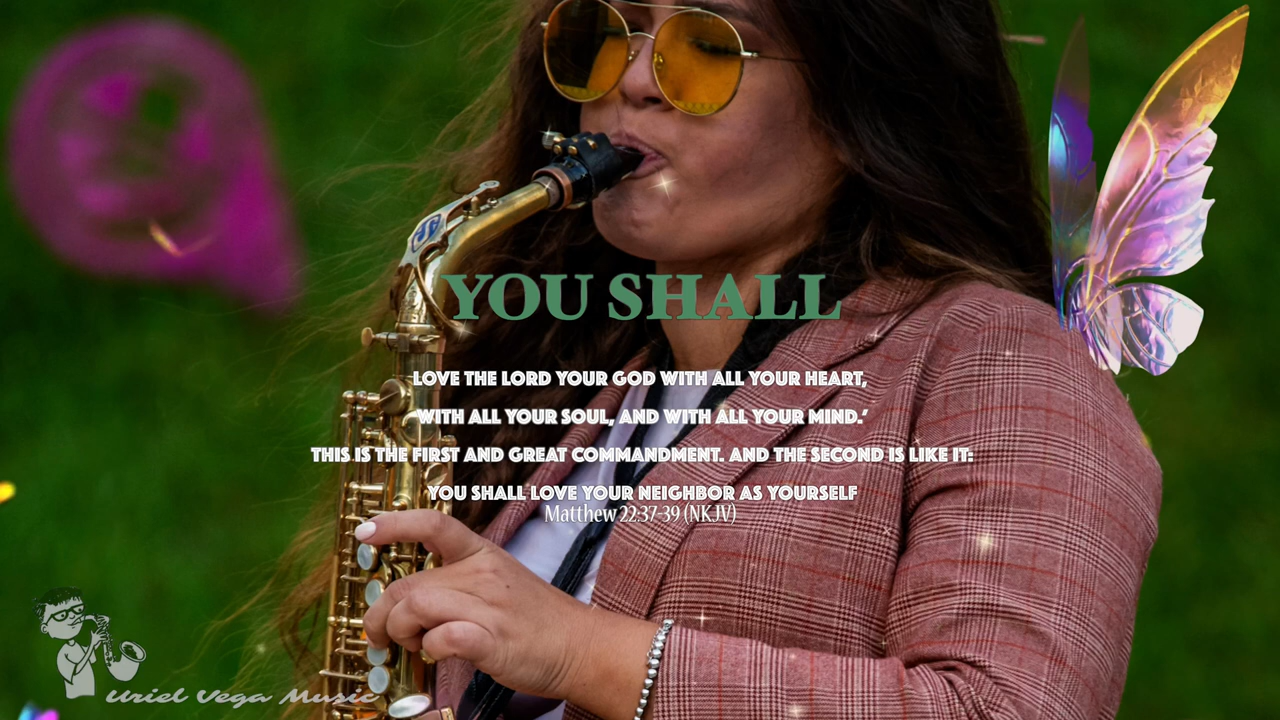 YOU SHALL
LOVE THE LORD YOUR GOD WITH ALL YOUR HEART,
WITH ALL YOUR SOUL, AND WITH ALL YOUR MIND.’
THIS IS THE FIRST AND GREAT COMMANDMENT. AND THE SECOND IS LIKE IT:
YOU SHALL LOVE YOUR NEIGHBOR AS YOURSELF
Matthew 22:37-39 (NKJV)
Uriel Vega Music